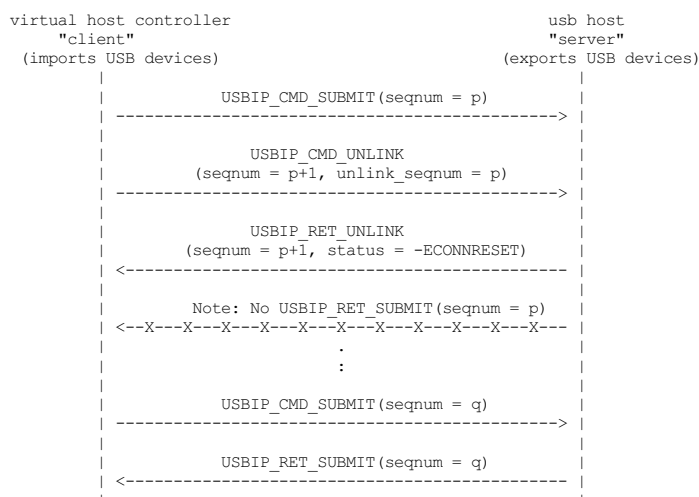 virtual host controller usb host
"client" "server"
(imports USB devices) (exports USB devices)
USBIP_CMD_SUBMIT(seqnum = p)
USBIP_CMD_UNLINK
(seqnum = p+1, unlink_seqnum = p)
USBIP_RET_UNLINK
(seqnum = p+1, status = -ECONNRESET)
Note: No USBIP_RET_SUBMIT(seqnum = p)
<--X---X---X---X---X---X---X---X---X---X---X---
.
:
USBIP_CMD_SUBMIT(seqnum = q)
USBIP_RET_SUBMIT(seqnum = q)